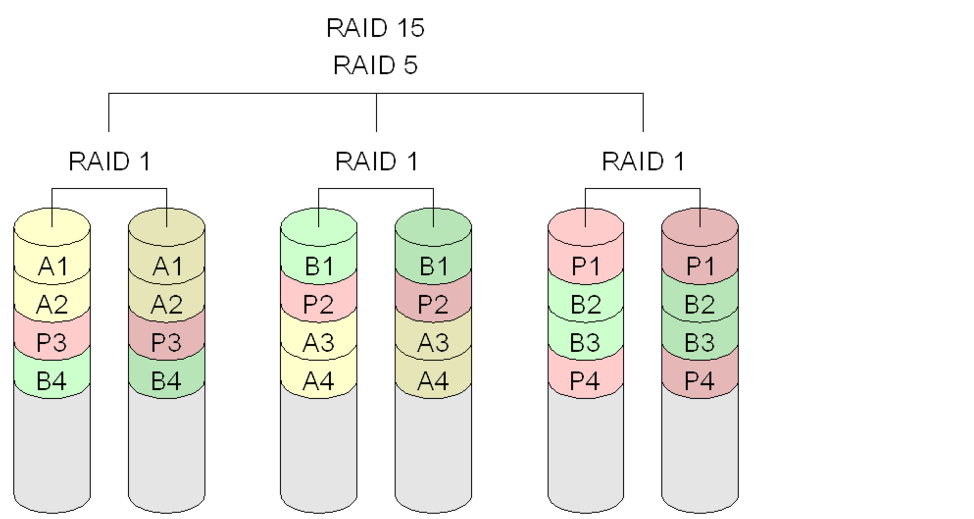 RAID 15
RAID 5
RAID 1 RAID 1 RAID 1
A1 A1 B1 B1 P1 P1
A2 A2 P2 P2 B2 B2
P3 P3 A3 A3 B3 B3
B4 B4 A4 A4 P4 P4